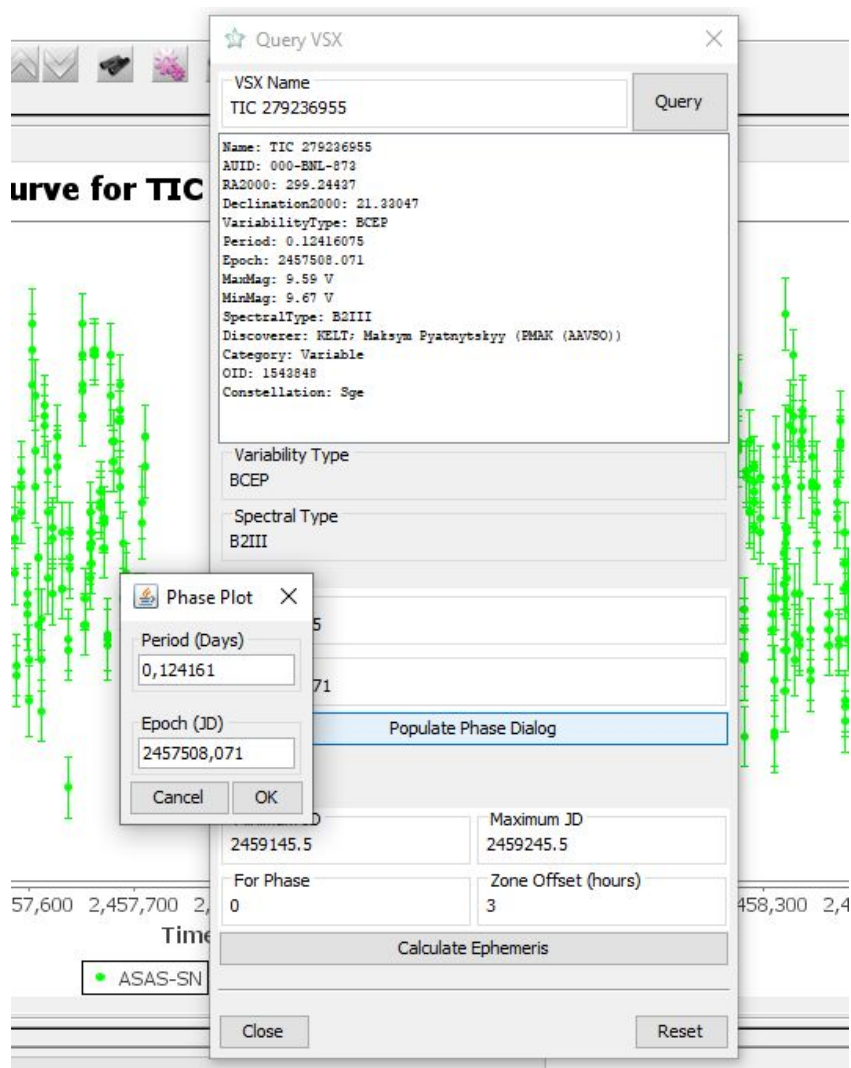 Query VSX
VSX Name
TIC 279236955
Query
Name: TIC 279236955
AUID: 000-BNL-873
RA2000: 299.24437
Declination2000: 21.33047
VariabilityType: BCEP
Period: 0.12416075
Epoch: 2457508.071
MaxMag: 9.59 V
MinMag: 9.67 V
SpectralType: B2III
Discoverer: KELT; Maksym Pyatnytskyy (PMAK (AAVSO))
Category: Variable
OID: 1543848
Constellation: Sge
urve for TIC
Variability Type
BCEP
Spectral Type
B2III
Phase Plot
Period (Days)
0,124161
Epoch (JD)
2457508,071
Cancel OK
5
71
Populate Phase Dialog
Maximum JD
2459145.5 2459245.5
For Phase Zone Offset (hours)
0 3
Calculate Ephemeris
57,600 2,457,700 2, 458,300 2,4
Time
ASAS-SN
Close Reset